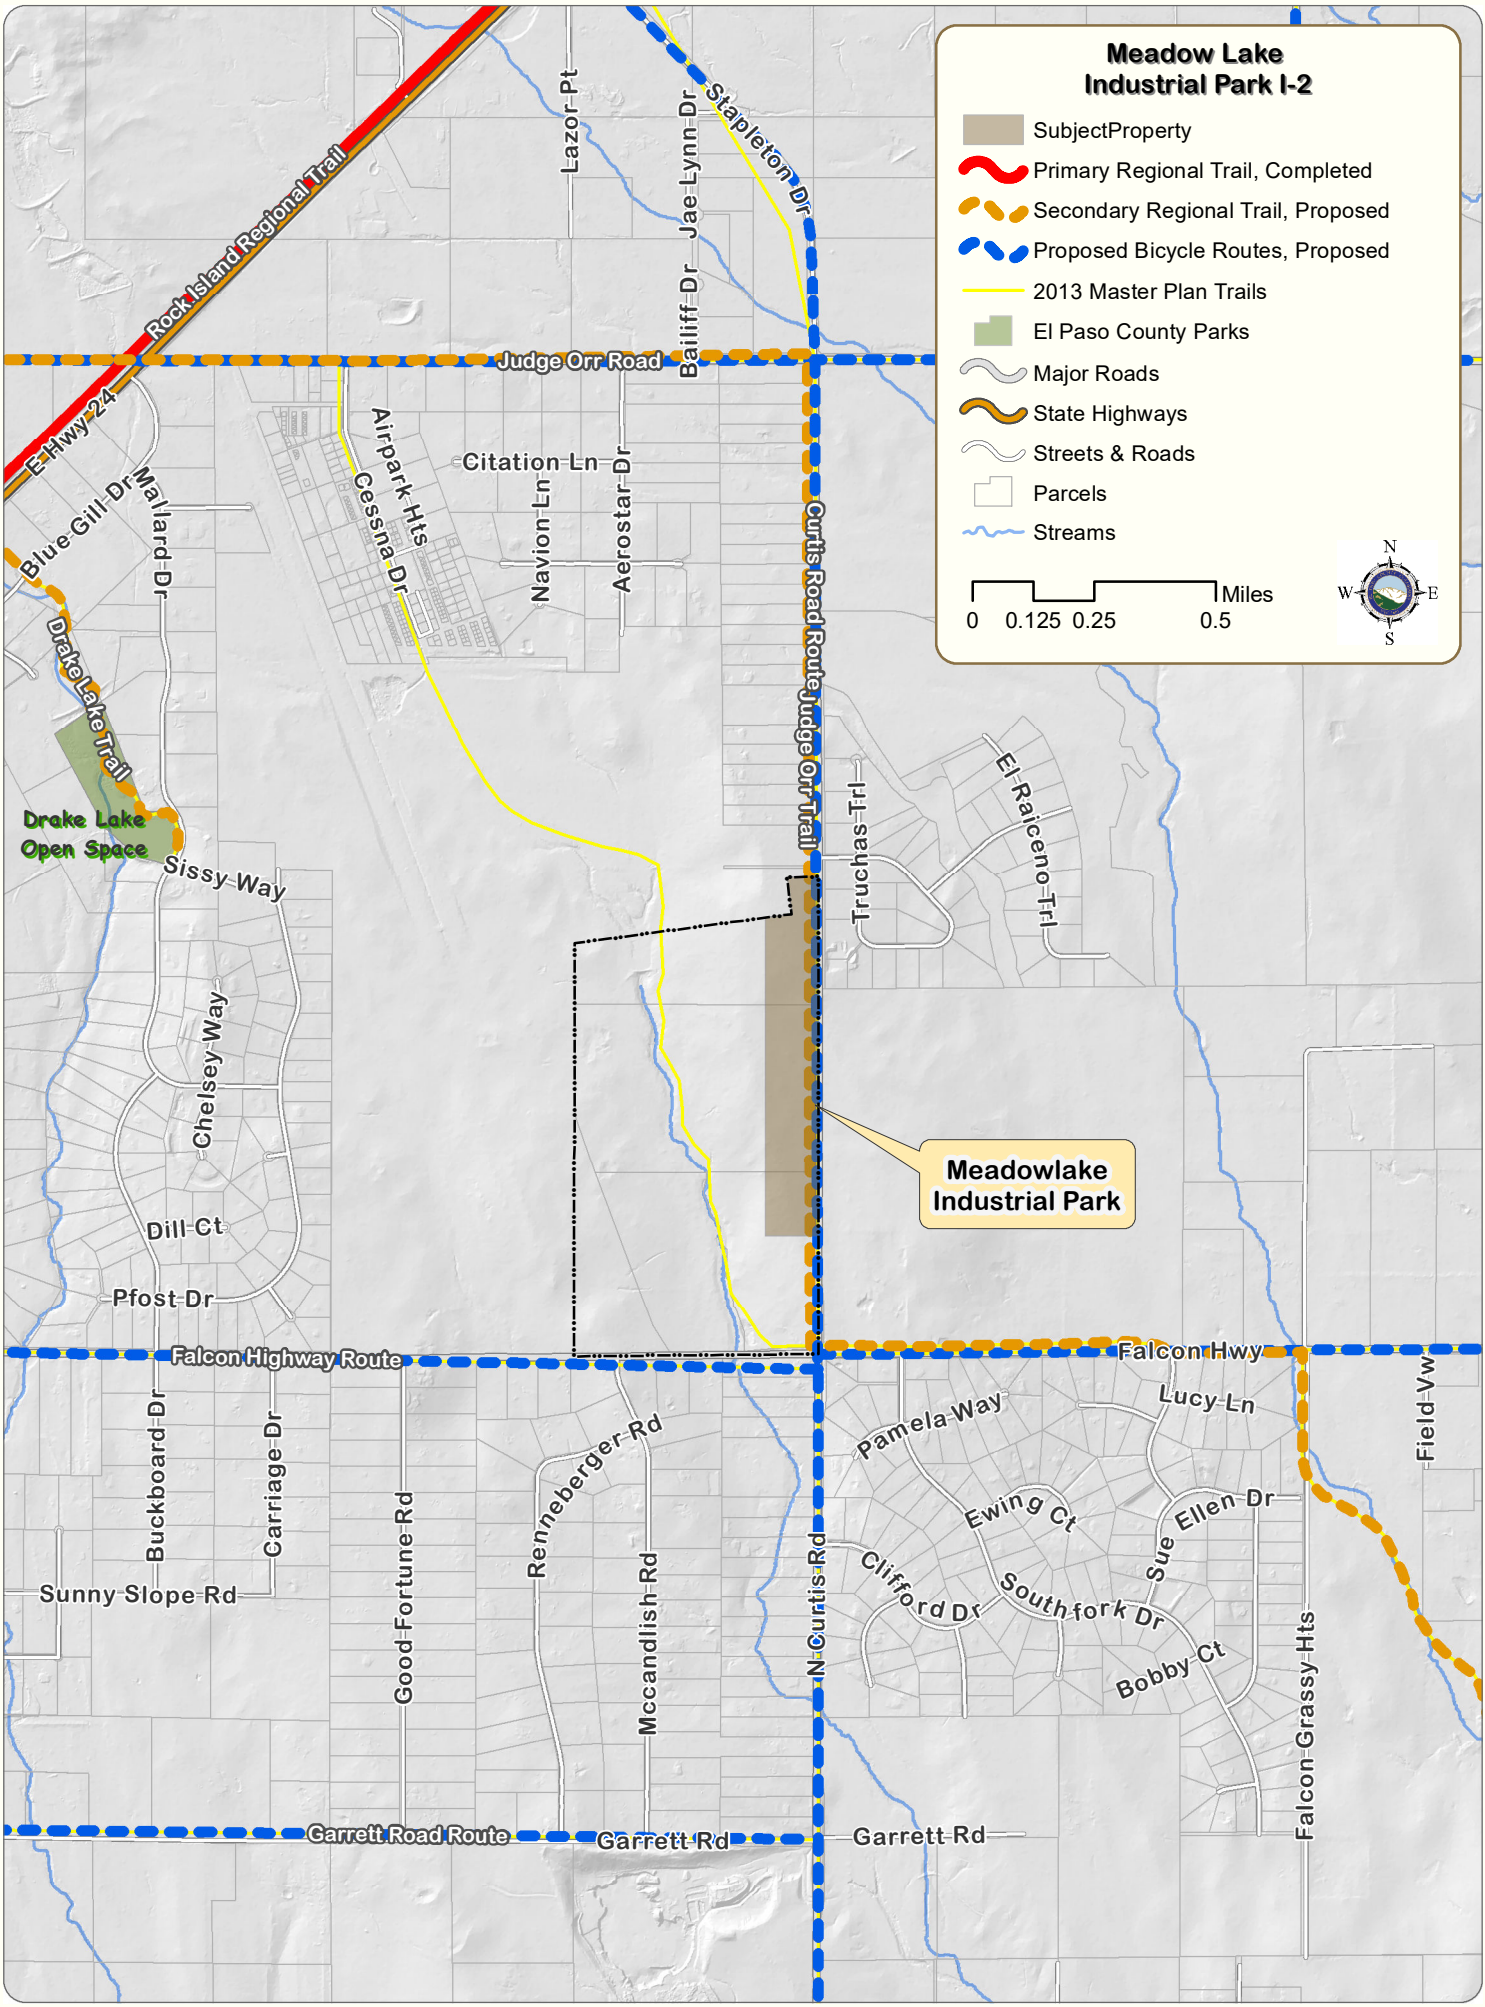 Meadow Lake
Industrial Park I-2
SubjectProperty
Primary Regional Trail, Completed
Secondary Regional Trail, Proposed
Proposed Bicycle Routes, Proposed
2013 Master Plan Trails
El Paso County Parks
Major Roads
State Highways
Streets & Roads
Parcels
Streams
Miles
0 0.125 0.25 0.5
N
W E
S
Lazor Pt
Jae Lynn Dr
Stapleton Dr
Rock Island Regional Trail
Bailiff Dr
Judge Orr Road
E Hwy 24
Airpark Hts
Citation Ln
Mallard Dr
Blue Gill Dr
Cessna Dr
Navion Ln
Aerostar Dr
Curtis Road Route
Judge Orr Trail
Drake Lake Trail
Drake Lake
Open Space
Sissy Way
Truchas Trl
El Raiceno Trl
Chelsey Way
Meadowlake
Industrial Park
Dill Ct
Pfost Dr
Falcon Highway Route
Falcon Hwy
Lucy Ln
Field Vw
Pamela Way
Buckboard Dr
Carriage Dr
Good Fortune Rd
Renneberger Rd
Mccandlish Rd
N Curtis Rd
Ewing Ct
Sue Ellen Dr
Clifford Dr
Southfork Dr
Bobby Ct
Sunny Slope Rd
Falcon Grassy Hts
Garrett Road Route
Garrett Rd
Garrett Rd